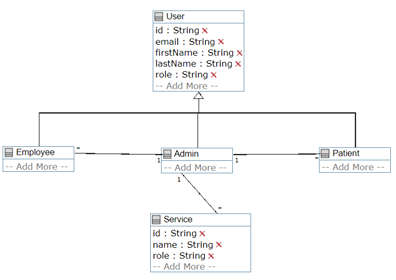 User
id : String
email : String
firstName : String
lastName : String
role : String
-- Add More --
Employee
-- Add More --
*
1
Admin
-- Add More --
1
*
Patient
-- Add More --
1
*
Service
id : String
name : String
role : String
-- Add More --